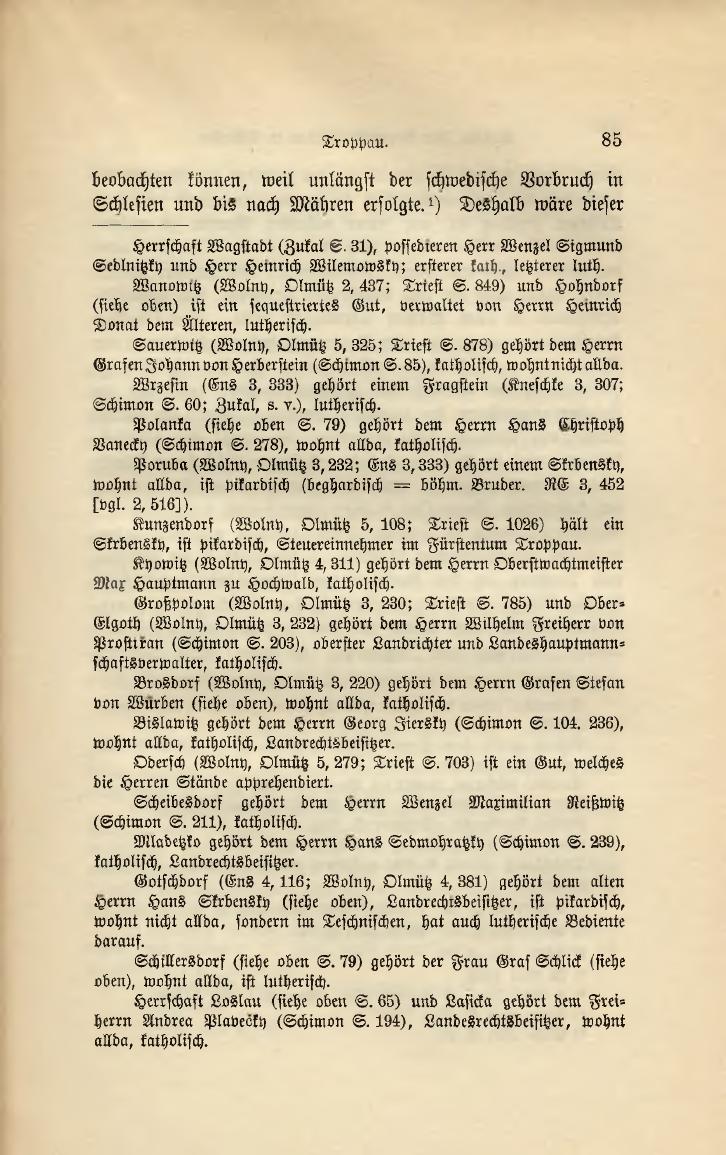 Troppau. 85
beobachten können, weil unlängst der schwedische Vorbruch in
Schlesien und bis nach Mähren erfolgte.¹) Deshalb wäre dieser
Herrschaft Wagstadt (Zukal S. 31), possedieren Herr Wenzel Sigmund
Sedlnitzky und Herr Heinrich Wilemowsky; ersterer kath., letzterer luth.
Wanowitz (Wolny, Olmütz 2, 437; Triest S. 849) und Hohndorf
(siehe oben) ist ein sequestriertes Gut, verwaltet von Herrn Heinrich
Donat dem Älteren, lutherisch.
Sauerwitz (Wolny, Olmütz 5, 325; Triest S. 878) gehört dem Herrn
Grafen Johann von Herberstein (Schimon S. 85), katholisch, wohnt nicht allda.
Wrzesin (Ens 3, 333) gehört einem Fragstein (Kneschke 3, 307;
Schimon S. 60; Zukal, s. v.), lutherisch.
Polanka (siehe oben S. 79) gehört dem Herrn Hans Christoph
Wanecky (Schimon S. 278), wohnt allda, katholisch.
Poruba (Wolny, Olmütz 3, 232; Ens 3, 333) gehört einem Skrbensky,
wohnt allda, ist pikardisch (beghardisch = böhm. Bruder. RE 3, 452
[vgl. 2, 516]).
Kunzendorf (Wolny, Olmütz 5, 108; Triest S. 1026) hält ein
Skrbensky, ist pikardisch, Steuereinnehmer im Fürstentum Troppau.
Kyowitz (Wolny, Olmütz 4, 311) gehört dem Herrn Oberstwachtmeister
Max Hauptmann zu Hochwald, katholisch.
Großpolom (Wolny, Olmütz 3, 230; Triest S. 785) und Ober-
Elgoth (Wolny, Olmütz 3, 232) gehört dem Herrn Wilhelm Freiherr von
Proskiran (Schimon S. 203), oberster Landrichter und Landeshauptmann-
schaftsverwalter, katholisch.
Brosdorf (Wolny, Olmütz 3, 220) gehört dem Herrn Grafen Stefan
von Würben (siehe oben), wohnt allda, katholisch.
Bislawitz gehört dem Herrn Georg Ziersky (Schimon S. 104. 236),
wohnt allda, katholisch, Landrechtsbeisitzer.
Odersch (Wolny, Olmütz 5, 279; Triest S. 703) ist ein Gut, welches
die Herren Stände apprehendiert.
Scheibesdorf gehört dem Herrn Wenzel Maximilian Reißwitz
(Schimon S. 211), katholisch.
Mladetzko gehört dem Herrn Hans Sedmohratzky (Schimon S. 239),
katholisch, Landrechtsbeisitzer.
Gotschdorf (Ens 4, 116; Wolny, Olmütz 4, 381) gehört dem alten
Herrn Hans Skrbensky (siehe oben), Landrechtsbeisitzer, ist pikardisch,
wohnt nicht allda, sondern im Teschnischen, hat auch lutherische Bediente
darauf.
Schillersdorf (siehe oben S. 79) gehört der Frau Graf Schlick (siehe
oben), wohnt allda, ist lutherisch.
Herrschaft Loslau (siehe oben S. 65) und Lasicka gehört dem Frei-
herrn Andrea Pladecky (Schimon S. 194), Landesrechtsbeisitzer, wohnt
allda, katholisch.